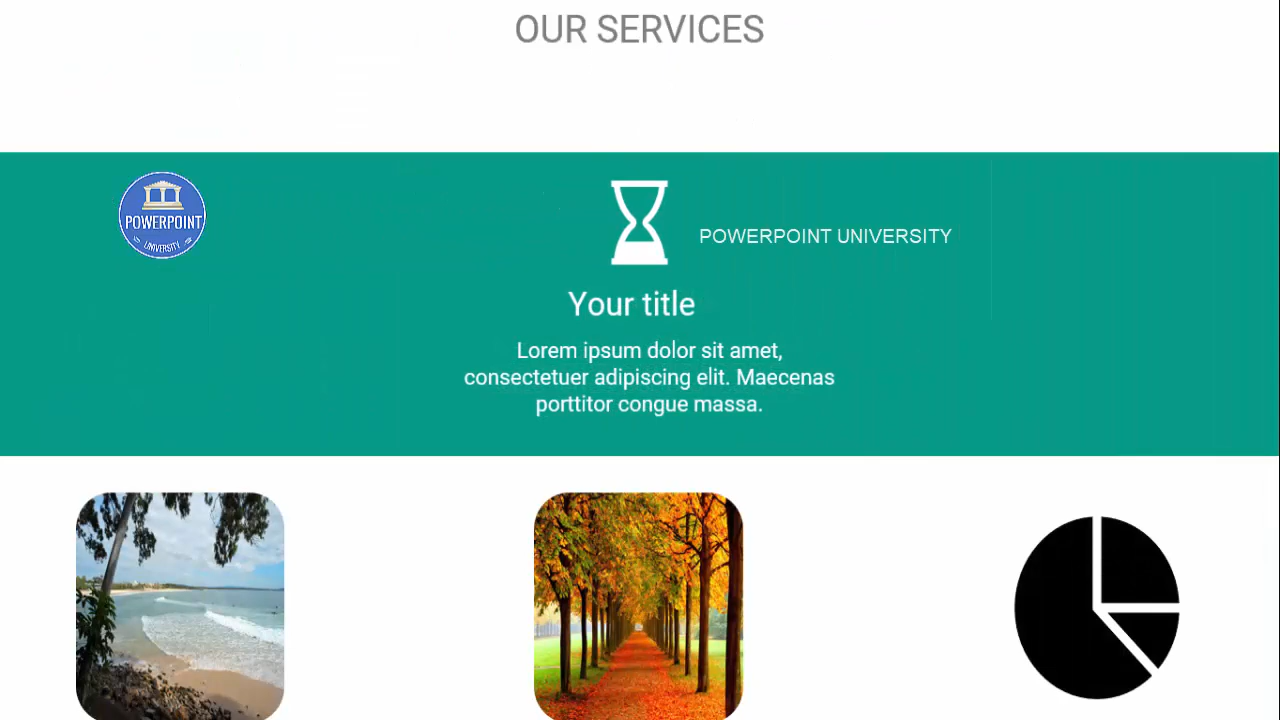 OUR SERVICES
POWERPOINT
UNIVERSITY
POWERPOINT UNIVERSITY
Your title
Lorem ipsum dolor sit amet,
consectetuer adipiscing elit. Maecenas
porttitor congue massa.